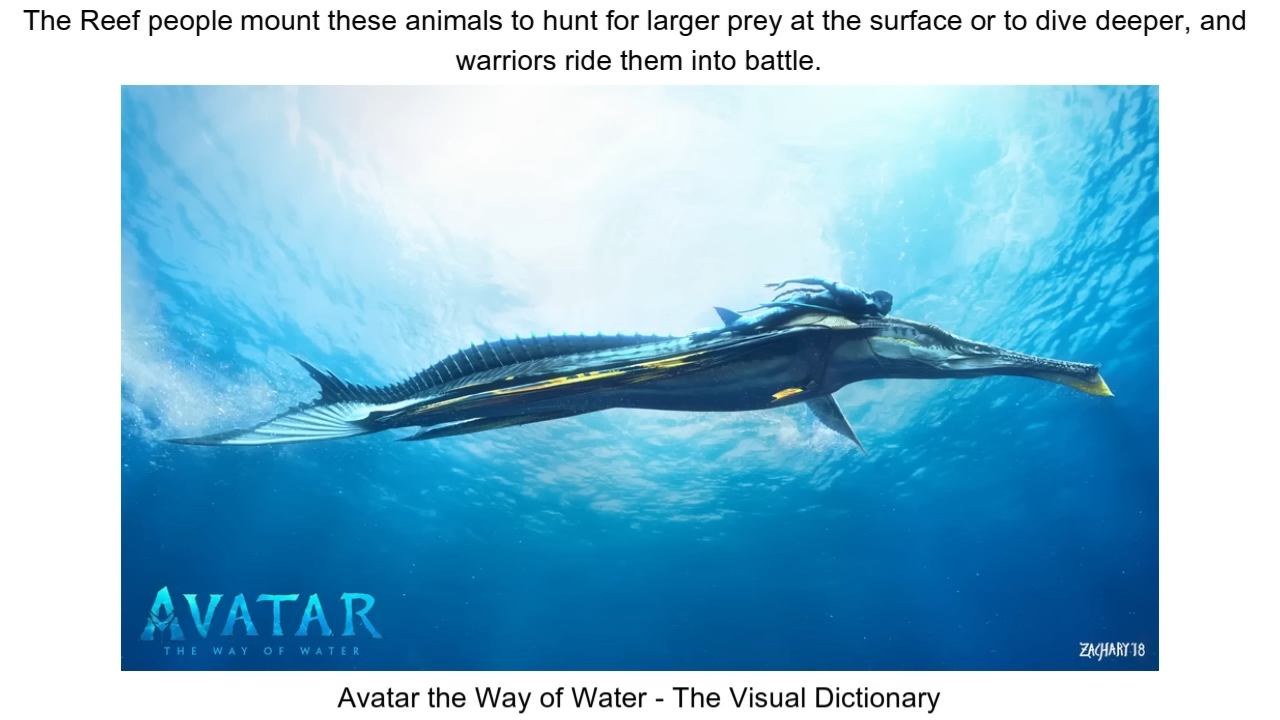 The Reef people mount these animals to hunt for larger prey at the surface or to dive deeper, and
warriors ride them into battle.
AVATAR
THE WAY OF WATER
ZACHARY'18
Avatar the Way of Water - The Visual Dictionary